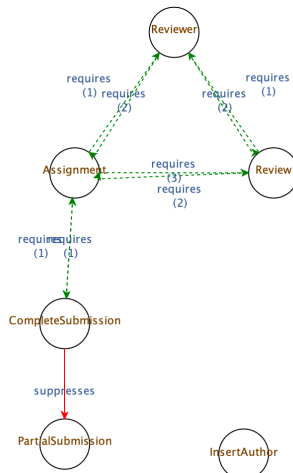 Reviewer
requires
(1)
requires
(2)
requires
(2)
requires
(1)
Assignment
requires
(3)
requires
(2)
Review
requires
(1)
requires
(1)
CompleteSubmission
suppresses
PartialSubmission
InsertAuthor